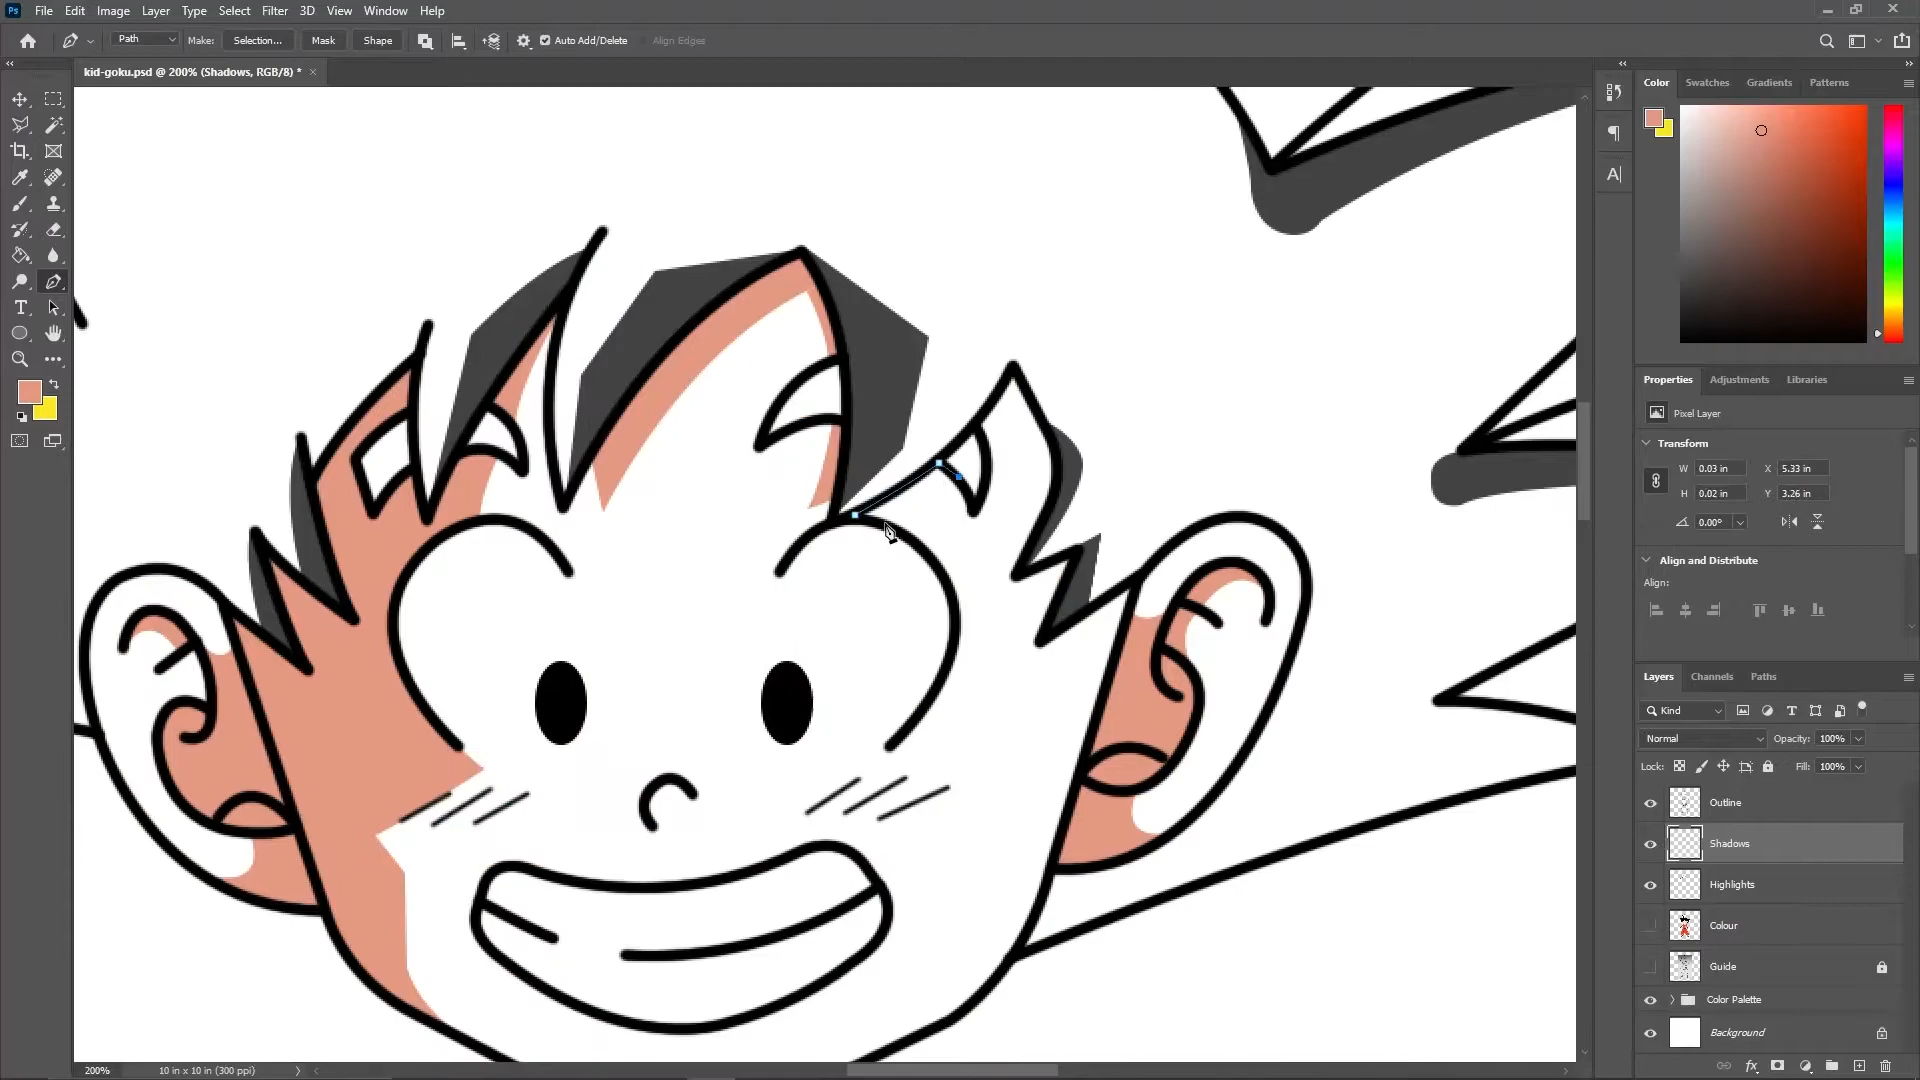 Ps File Edit Image Layer Type Select Filter 3D View Window Help
Path Make: Selection... Mask Shape Auto Add/Delete Align Edges
kid-goku.psd @ 200% (Shadows, RGB/8) *
Color Swatches Gradients Patterns
Properties Adjustments Libraries
Pixel Layer
Transform
W 0.03 in X 5.33 in
H 0.02 in Y 3.26 in
0.00°
Align and Distribute
Align:
Layers Channels Paths
Kind
Normal Opacity: 100%
Lock: Fill: 100%
Outline
Shadows
Highlights
Colour
Guide
Color Palette
Background
200% 10 in x 10 in (300 ppi)